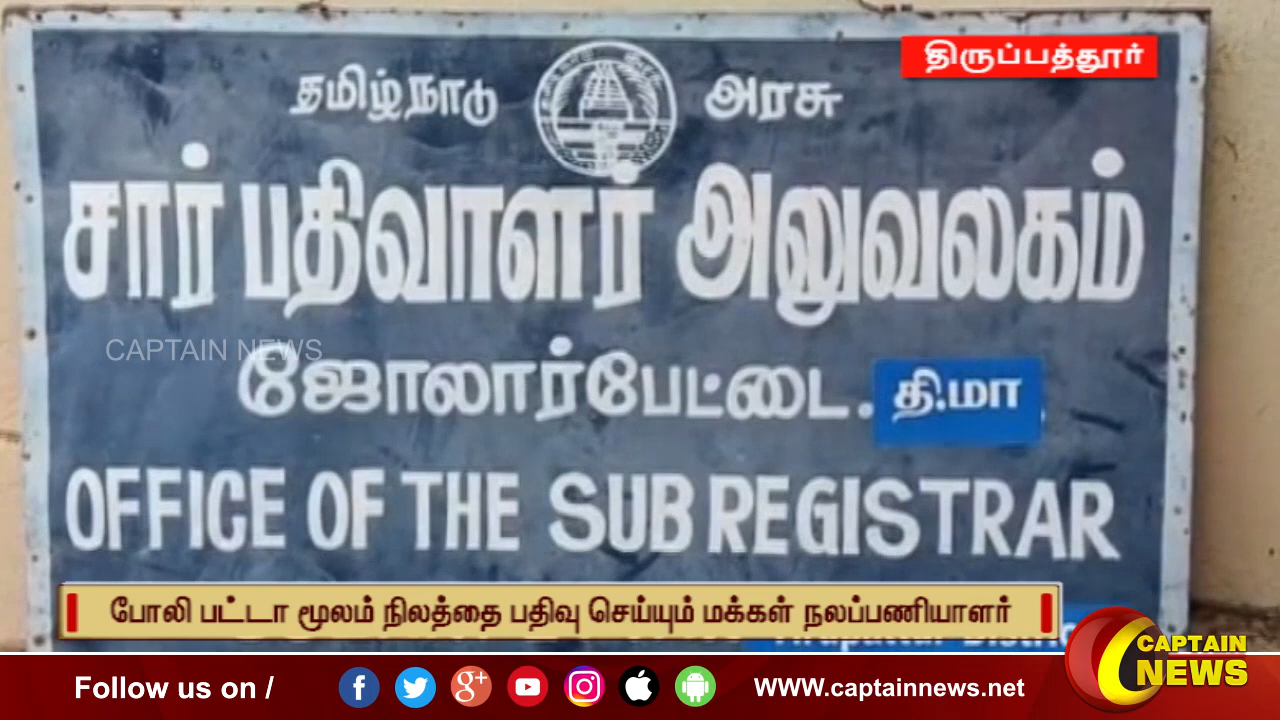 திருப்பத்தூர்
தமிழ்நாடு அரசு
சார் பதிவாளர் அலுவலகம்
CAPTAIN NEWS
ஜோலார்பேட்டை. தி.மா
OFFICE OF THE SUB REGISTRAR
போலி பட்டா மூலம் நிலத்தை பதிவு செய்யும் மக்கள் நலப்பணியாளர்
Follow us on / WWW.captainnews.net
CAPTAIN
NEWS